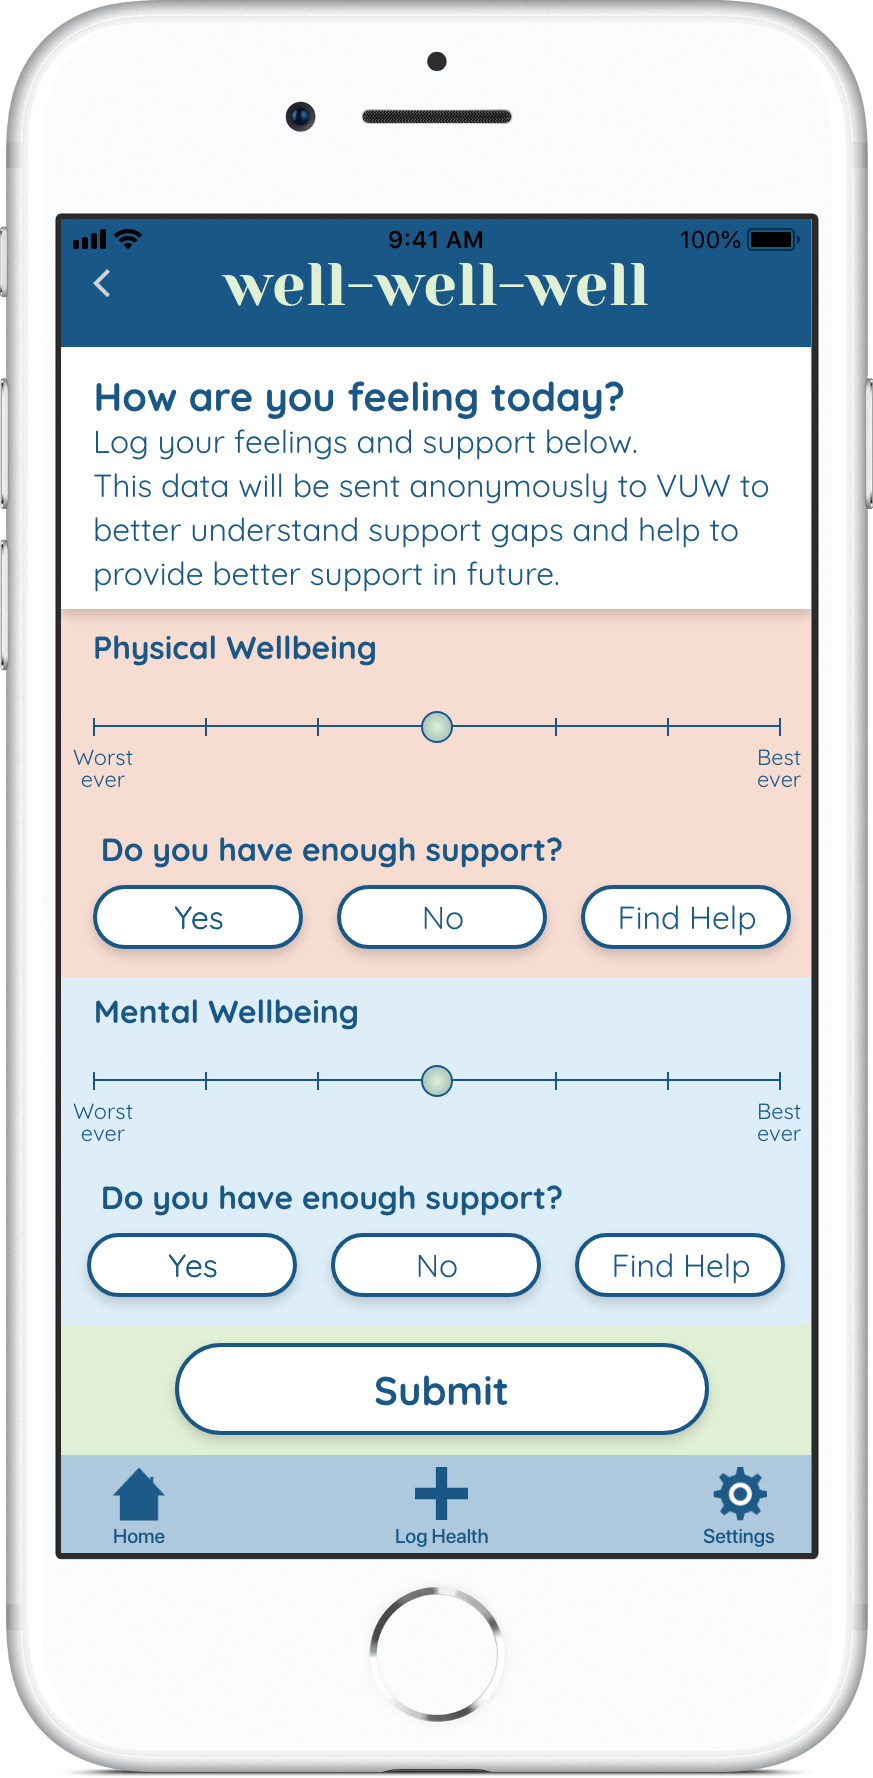 9:41 AM
100%
well-well-well
How are you feeling today?
Log your feelings and support below.
This data will be sent anonymously to VUW to
better understand support gaps and help to
provide better support in future.
Physical Wellbeing
Worst
ever
Best
ever
Do you have enough support?
Yes
No
Find Help
Mental Wellbeing
Worst
ever
Best
ever
Do you have enough support?
Yes
No
Find Help
Submit
Home
Log Health
Settings